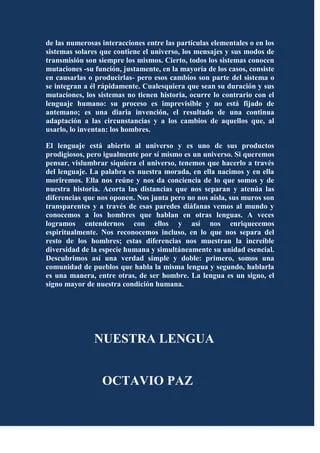 de las numerosas interacciones entre las partículas elementales o en los
sistemas solares que contiene el universo, los mensajes y sus modos de
transmisión son siempre los mismos. Cierto, todos los sistemas conocen
mutaciones -su función, justamente, en la mayoría de los casos, consiste
en causarlas o producirlas- pero esos cambios son parte del sistema o
se integran a él rápidamente. Cualesquiera que sean su duración y sus
mutaciones, los sistemas no tienen historia, ocurre lo contrario con el
lenguaje humano: su proceso es imprevisible y no está fijado de
antemano; es una diaria invención, el resultado de una continua
adaptación a las circunstancias y a los cambios de aquellos que, al
usarlo, lo inventan: los hombres.
El lenguaje está abierto al universo y es uno de sus productos
prodigiosos, pero igualmente por sí mismo es un universo. Si queremos
pensar, vislumbrar siquiera el universo, tenemos que hacerlo a través
del lenguaje. La palabra es nuestra morada, en ella nacimos y en ella
moriremos. Ella nos reúne y nos da conciencia de lo que somos y de
nuestra historia. Acorta las distancias que nos separan y atenúa las
diferencias que nos oponen. Nos junta pero no nos aísla, sus muros son
transparentes y a través de esas paredes diáfanas vemos al mundo y
conocemos a los hombres que hablan en otras lenguas. A veces
logramos entendernos con ellos y así nos enriquecemos
espiritualmente. Nos reconocemos incluso, en lo que nos separa del
resto de los hombres; estas diferencias nos muestran la increíble
diversidad de la especie humana y simultáneamente su unidad esencial.
Descubrimos así una verdad simple y doble: primero, somos una
comunidad de pueblos que habla la misma lengua y segundo, hablarla
es una manera, entre otras, de ser hombre. La lengua es un signo, el
signo mayor de nuestra condición humana.
NUESTRA LENGUA
OCTAVIO PAZ